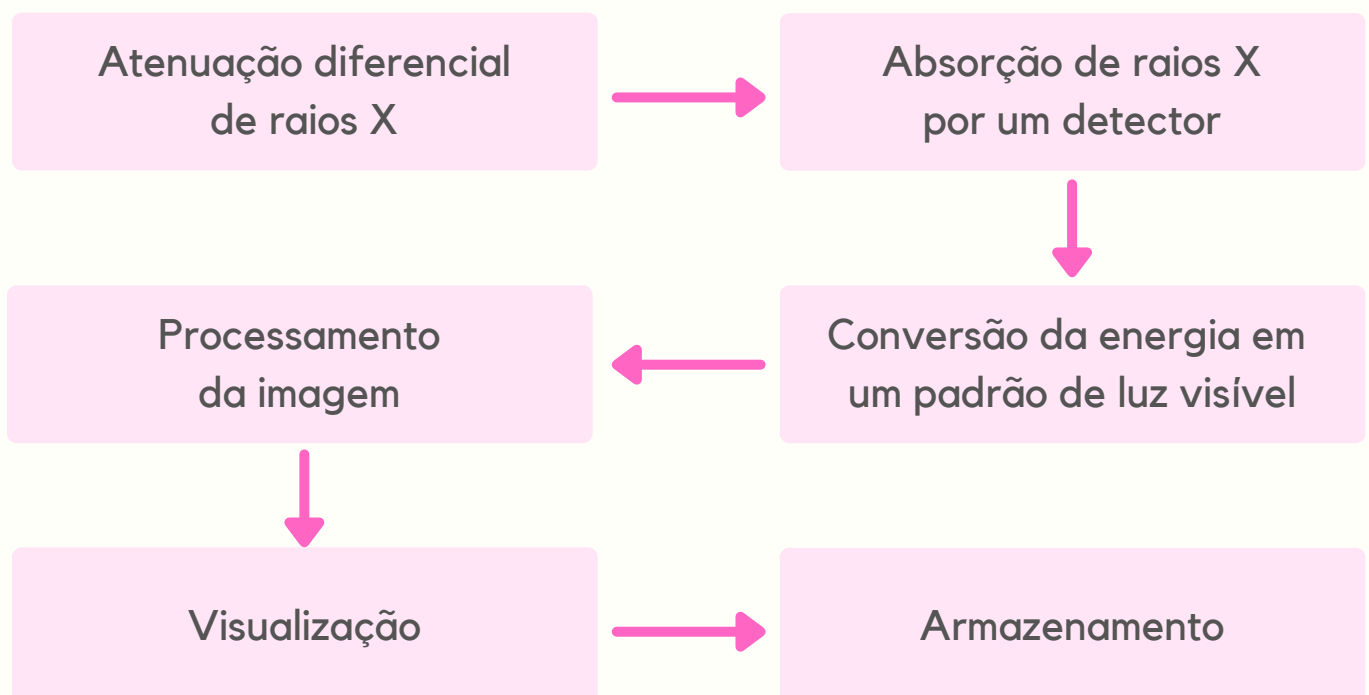 Atenuação diferencial
de raios X
Absorção de raios X
por um detector
Conversão da energia em
um padrão de luz visível
Processamento
da imagem
Visualização
Armazenamento